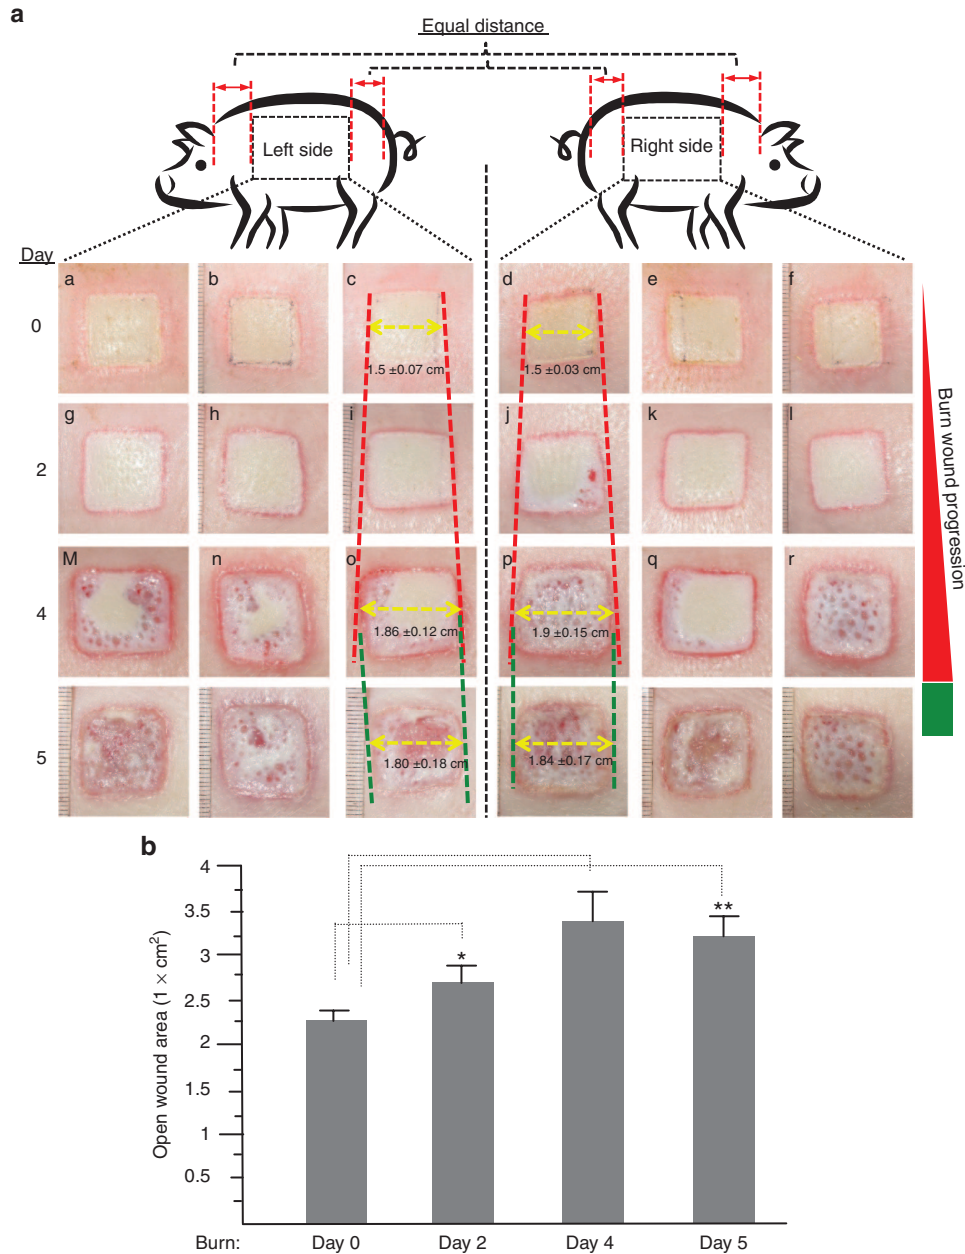 a
Equal distance
Left side
Right side
Day
a b c d e f
0
1.5 ±0.07 cm 1.5 ±0.03 cm
g h i j k l
2
Burn wound progression
M n o p q r
4
1.86 ±0.12 cm 1.9 ±0.15 cm
5
1.80 ±0.18 cm 1.84 ±0.17 cm
b
Open wound area (1 × cm²)
4
3.5
3
2.5
2
1.5
1
0.5
*
**
Burn: Day 0 Day 2 Day 4 Day 5